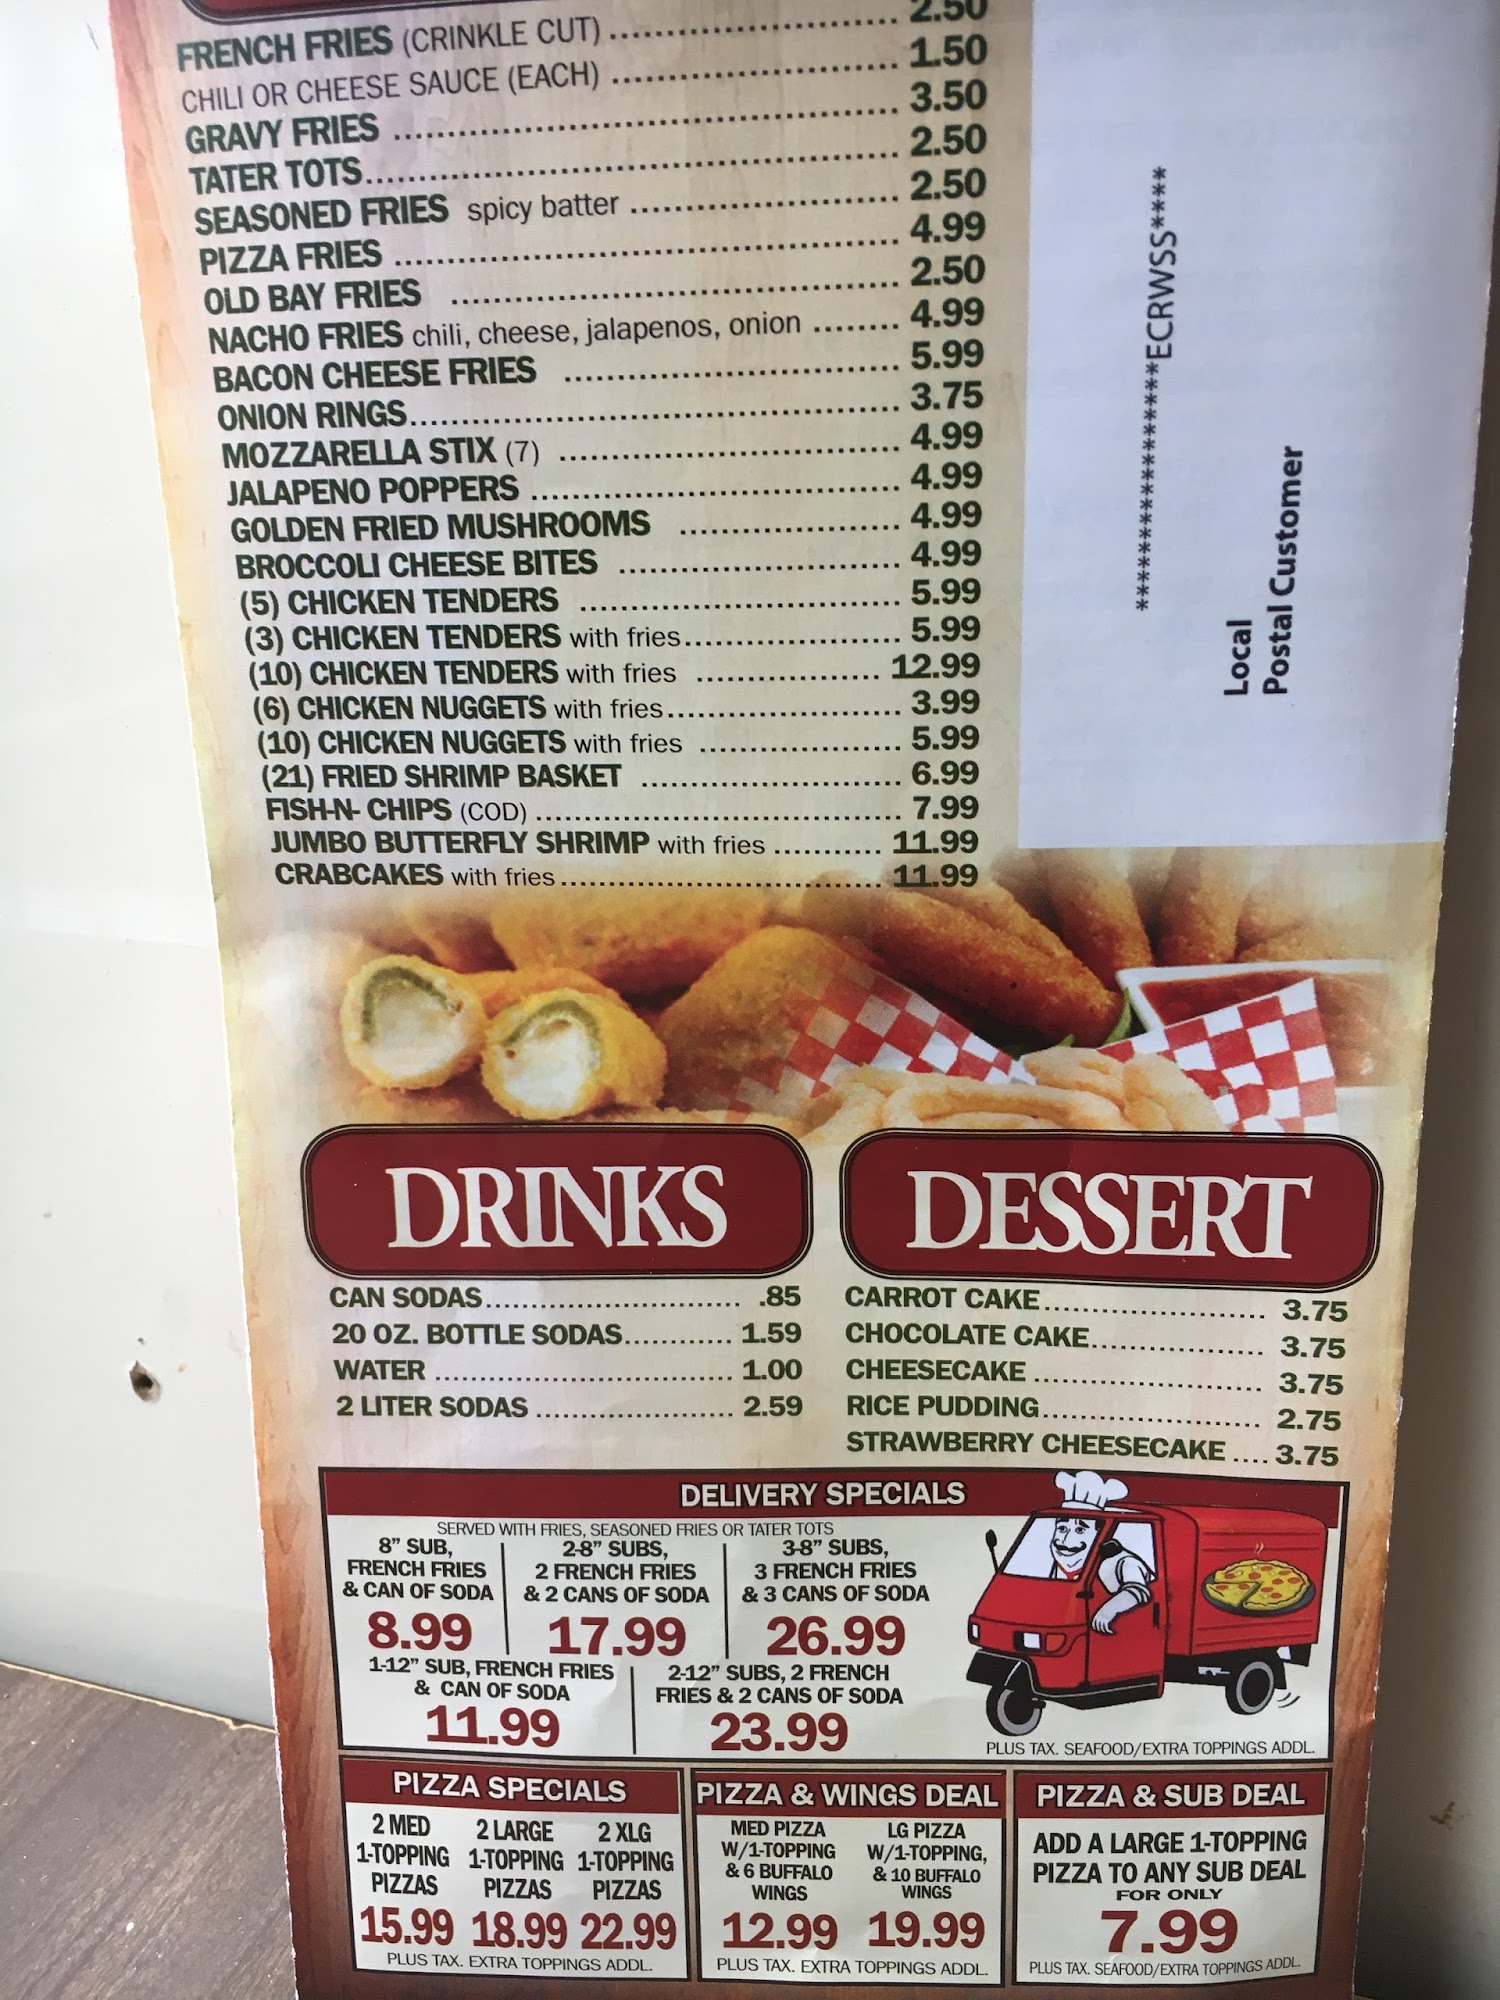 FRENCH FRIES (CRINKLE CUT) .................... 2.50
CHILI OR CHEESE SAUCE (EACH) .................... 1.50
GRAVY FRIES .................... 3.50
TATER TOTS.................... 2.50
SEASONED FRIES spicy batter .................... 2.50
PIZZA FRIES .................... 4.99
OLD BAY FRIES .................... 2.50
NACHO FRIES chili, cheese, jalapenos, onion ........ 4.99
BACON CHEESE FRIES .................... 5.99
ONION RINGS.................... 3.75
MOZZARELLA STIX (7) .................... 4.99
JALAPENO POPPERS .................... 4.99
GOLDEN FRIED MUSHROOMS .................... 4.99
BROCCOLI CHEESE BITES .................... 4.99
(5) CHICKEN TENDERS .................... 5.99
(3) CHICKEN TENDERS with fries.................... 5.99
(10) CHICKEN TENDERS with fries .................... 12.99
(6) CHICKEN NUGGETS with fries.................... 3.99
(10) CHICKEN NUGGETS with fries .................... 5.99
(21) FRIED SHRIMP BASKET .................... 6.99
FISH-N- CHIPS (COD) .................... 7.99
JUMBO BUTTERFLY SHRIMP with fries ........... 11.99
CRABCAKES with fries .................... 11.99
******************ECRWSS****
Local
Postal Customer
DRINKS
CAN SODAS.................... .85
20 OZ. BOTTLE SODAS............ 1.59
WATER .................... 1.00
2 LITER SODAS .................... 2.59
DESSERT
CARROT CAKE.................... 3.75
CHOCOLATE CAKE.................. 3.75
CHEESECAKE .................... 3.75
RICE PUDDING.................... 2.75
STRAWBERRY CHEESECAKE .... 3.75
DELIVERY SPECIALS
SERVED WITH FRIES, SEASONED FRIES OR TATER TOTS
8" SUB,
FRENCH FRIES
& CAN OF SODA
8.99
2-8" SUBS,
2 FRENCH FRIES
& 2 CANS OF SODA
17.99
3-8" SUBS,
3 FRENCH FRIES
& 3 CANS OF SODA
26.99
1-12" SUB, FRENCH FRIES
& CAN OF SODA
11.99
2-12" SUBS, 2 FRENCH
FRIES & 2 CANS OF SODA
23.99
PLUS TAX. SEAFOOD/EXTRA TOPPINGS ADDL.
PIZZA SPECIALS
2 MED
1-TOPPING
PIZZAS
15.99
2 LARGE
1-TOPPING
PIZZAS
18.99
2 XLG
1-TOPPING
PIZZAS
22.99
PLUS TAX. EXTRA TOPPINGS ADDL.
PIZZA & WINGS DEAL
MED PIZZA
W/1-TOPPING
& 6 BUFFALO
WINGS
12.99
LG PIZZA
W/1-TOPPING,
& 10 BUFFALO
WINGS
19.99
PLUS TAX. EXTRA TOPPINGS ADDL.
PIZZA & SUB DEAL
ADD A LARGE 1-TOPPING
PIZZA TO ANY SUB DEAL
FOR ONLY
7.99
PLUS TAX. SEAFOOD/EXTRA TOPPINGS ADDL.